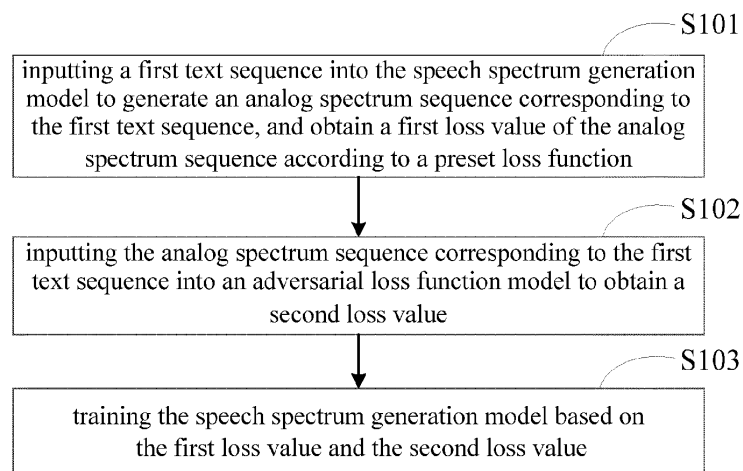 S101
inputting a first text sequence into the speech spectrum generation
model to generate an analog spectrum sequence corresponding to
the first text sequence, and obtain a first loss value of the analog
spectrum sequence according to a preset loss function
S102
inputting the analog spectrum sequence corresponding to the first
text sequence into an adversarial loss function model to obtain a
second loss value
S103
training the speech spectrum generation model based on
the first loss value and the second loss value